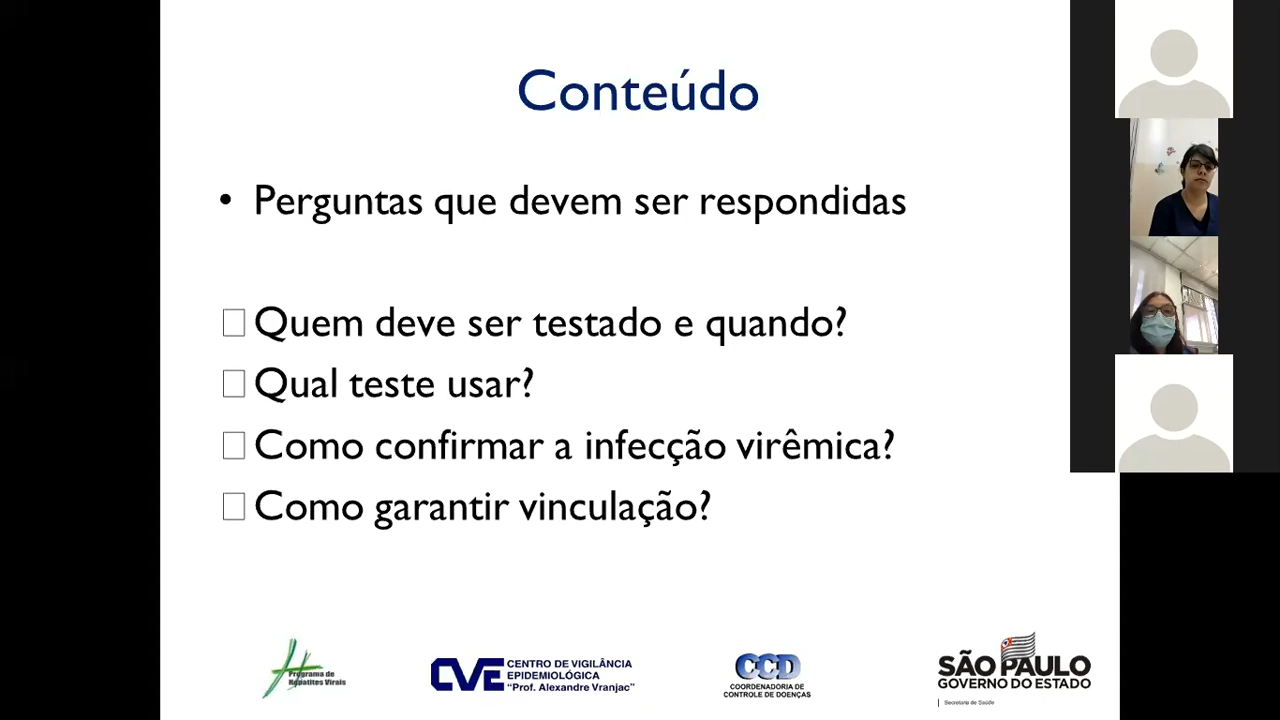 Conteúdo
• Perguntas que devem ser respondidas
Quem deve ser testado e quando?
Qual teste usar?
Como confirmar a infecção virêmica?
Como garantir vinculação?
Programa de
Hepatites Virais
CVE CENTRO DE VIGILÂNCIA
EPIDEMIOLÓGICA
"Prof. Alexandre Vranjac"
CCD
COORDENADORIA DE
CONTROLE DE DOENÇAS
SÃO PAULO
GOVERNO DO ESTADO
Secretaria de Saúde